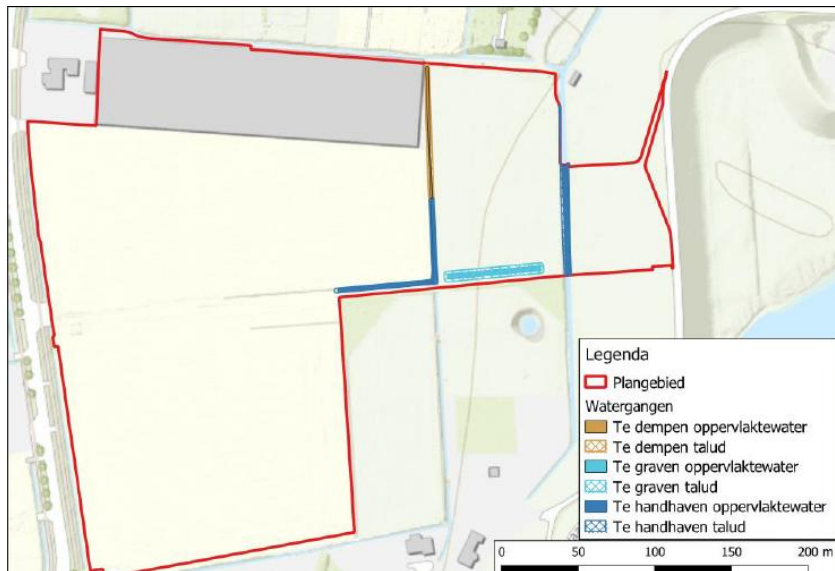 Legenda
Plangebied
Watergangen
Te dempen oppervlaktewater
Te dempen talud
Te graven oppervlaktewater
Te graven talud
Te handhaven oppervlaktewater
Te handhaven talud
0 50 100 150 200 m